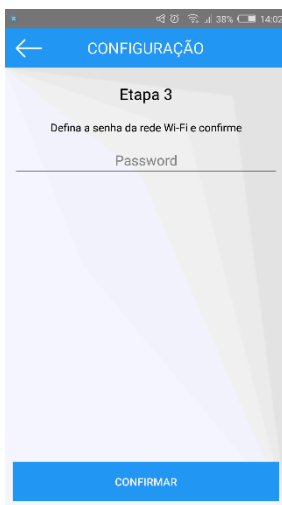 38% 14:02
CONFIGURAÇÃO
Etapa 3
Defina a senha da rede Wi-Fi e confirme
Password
CONFIRMAR